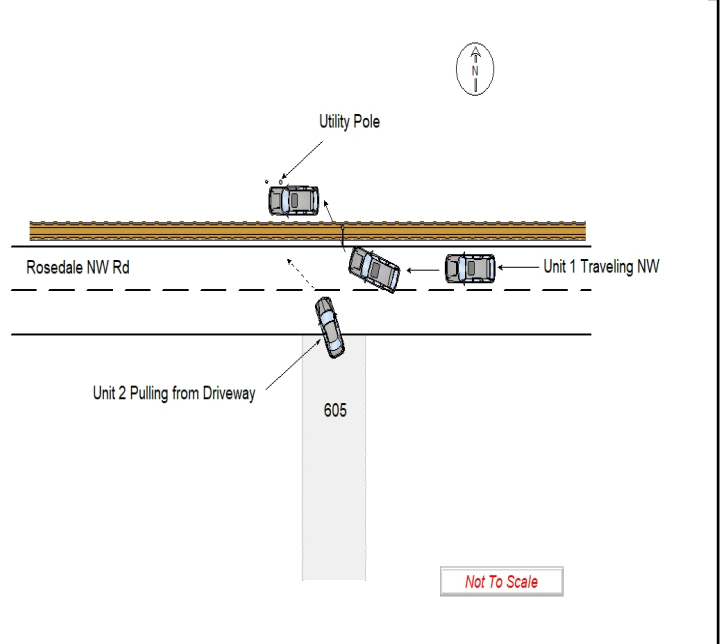 N
Utility Pole
Rosedale NW Rd
Unit 1 Traveling NW
Unit 2 Pulling from Driveway
605
Not To Scale